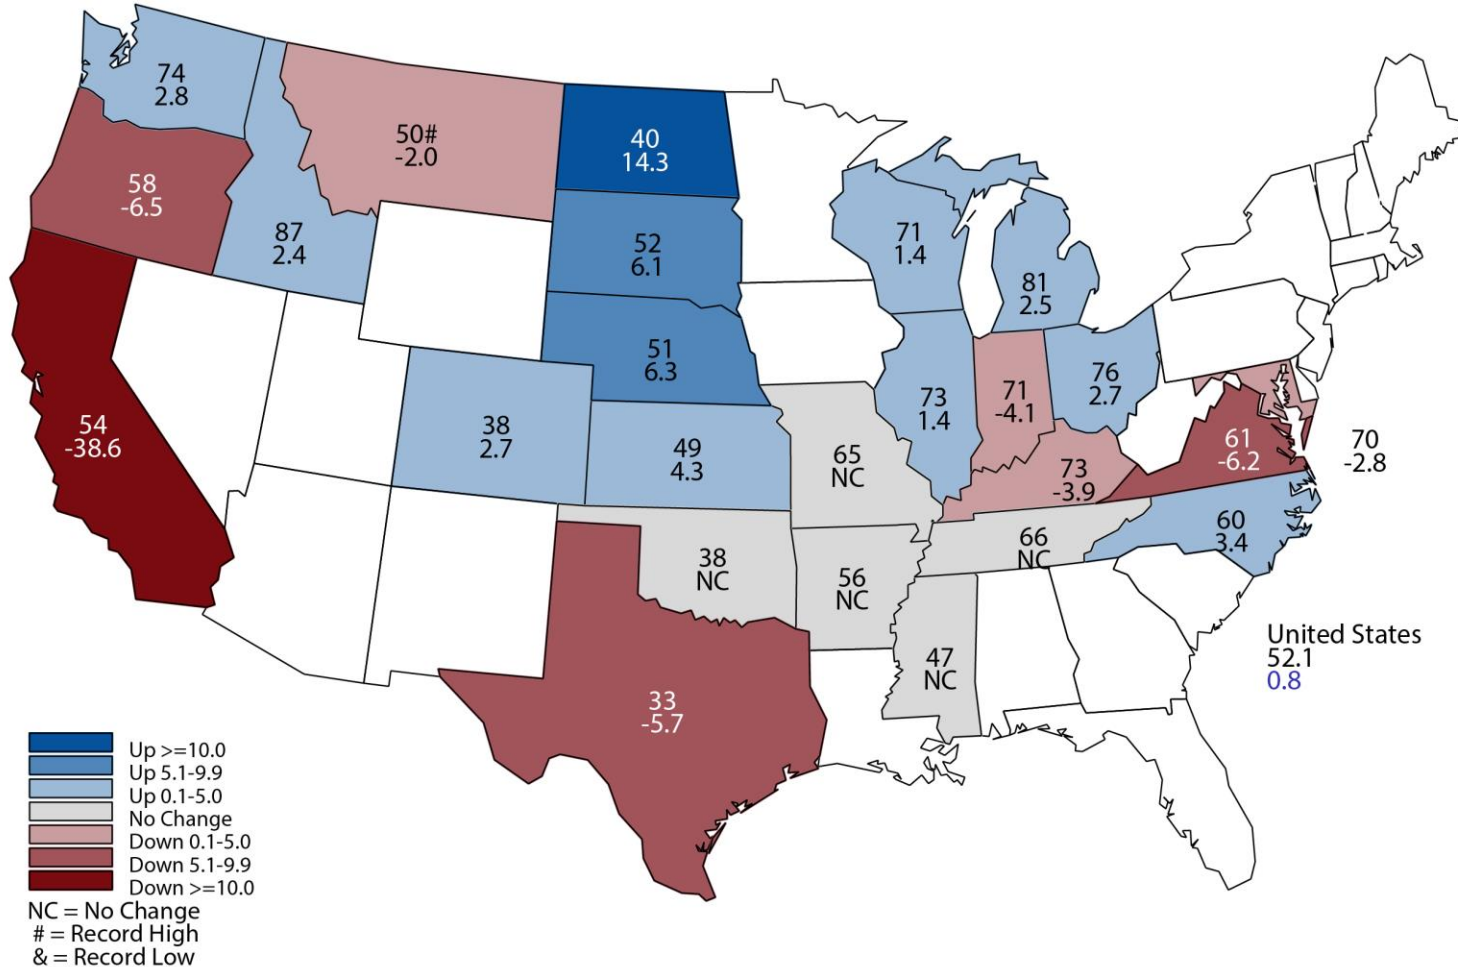 74
2.8
50#
-2.0
40
14.3
58
-6.5
87
2.4
52
6.1
71
1.4
81
2.5
51
6.3
54
-38.6
38
2.7
49
4.3
65
NC
73
1.4
71
-4.1
76
2.7
73
-3.9
61
-6.2
70
-2.8
38
NC
56
NC
66
NC
60
3.4
47
NC
33
-5.7
United States
52.1
0.8
Up >=10.0
Up 5.1-9.9
Up 0.1-5.0
No Change
Down 0.1-5.0
Down 5.1-9.9
Down >=10.0
NC = No Change
# = Record High
& = Record Low